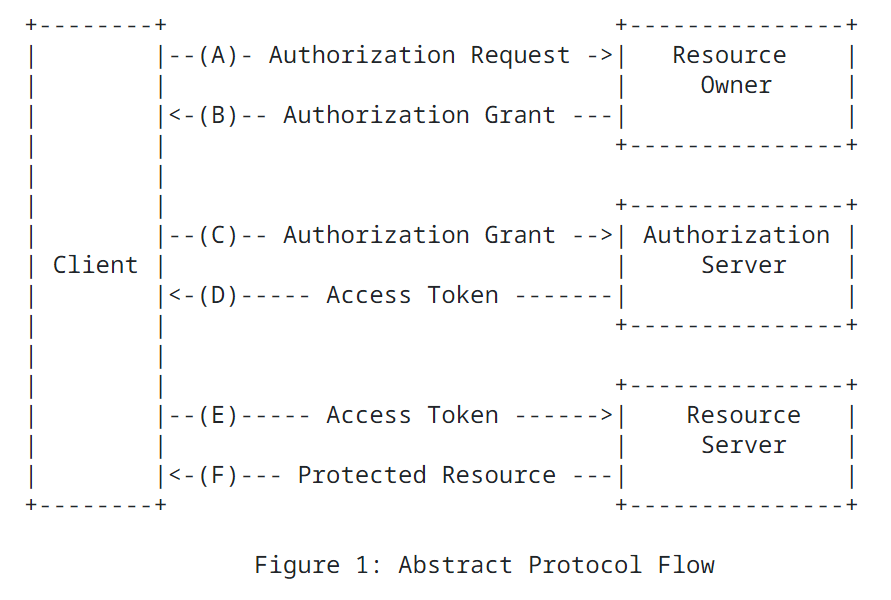 +--------+                               +---------------+
|        |--(A)- Authorization Request ->|   Resource    |
|        |                               |     Owner     |
|        |<-(B)-- Authorization Grant ---|               |
|        |                               +---------------+
|        |
|        |                               +---------------+
|        |--(C)-- Authorization Grant -->| Authorization |
| Client |                               |     Server    |
|        |<-(D)----- Access Token -------|               |
|        |                               +---------------+
|        |
|        |                               +---------------+
|        |--(E)----- Access Token ------>|    Resource   |
|        |                               |     Server    |
|        |<-(F)--- Protected Resource ---|               |
+--------+                               +---------------+

                Figure 1: Abstract Protocol Flow